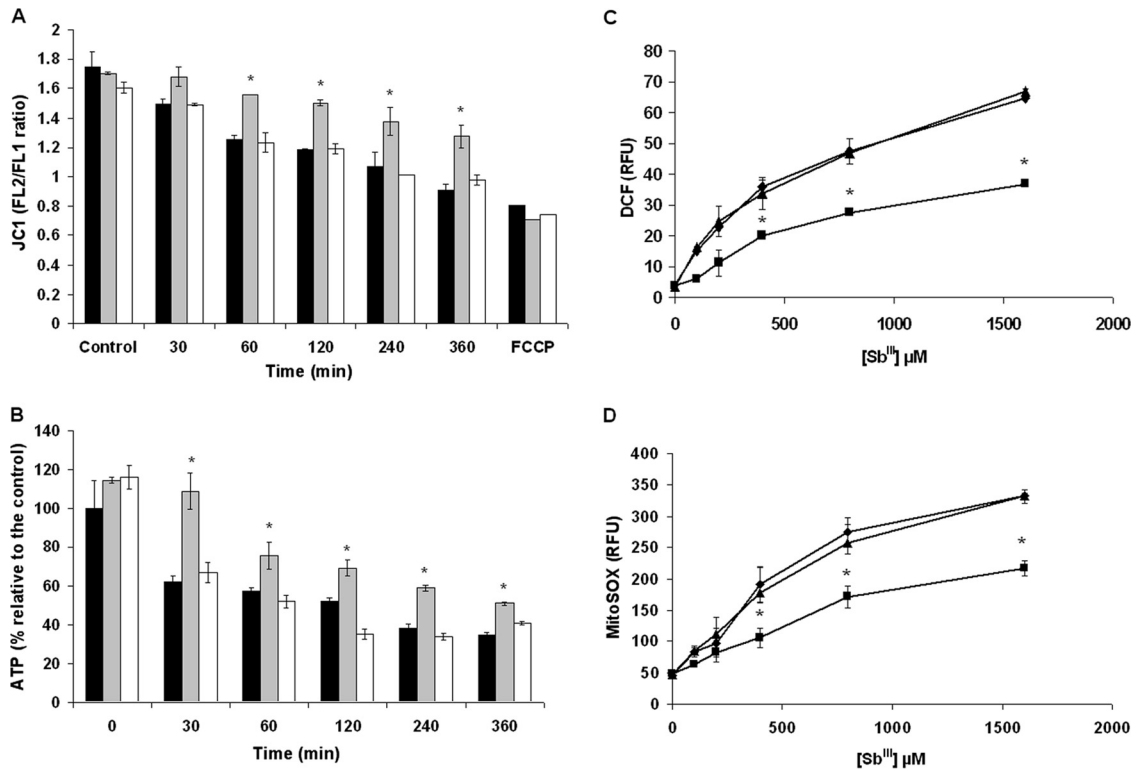 A
JC1 (FL2/FL1 ratio)
2
1.8
1.6
1.4
1.2
1
0.8
0.6
0.4
0.2
0
* * * *
Control 30 60 120 240 360 FCCP
Time (min)
B
ATP (% relative to the control)
140
120
100
80
60
40
20
0
* * * * *
0 30 60 120 240 360
Time (min)
C
DCF (RFU)
80
70
60
50
40
30
20
10
0
* * *
0 500 1000 1500 2000
[Sb^III] µM
D
MitoSOX (RFU)
400
350
300
250
200
150
100
50
0
* * *
0 500 1000 1500 2000
[Sb^III] µM